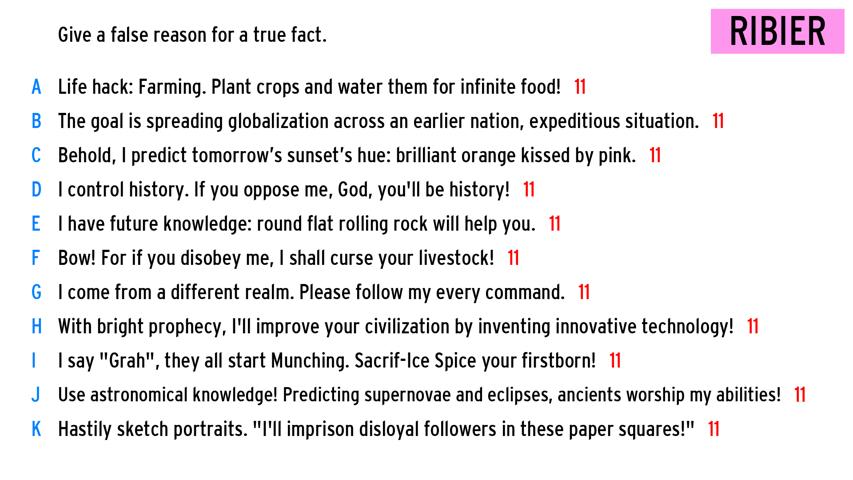 Give a false reason for a true fact.
RIBIER
A Life hack: Farming. Plant crops and water them for infinite food! 11
B The goal is spreading globalization across an earlier nation, expeditious situation. 11
C Behold, I predict tomorrow's sunset's hue: brilliant orange kissed by pink. 11
D I control history. If you oppose me, God, you'll be history! 11
E I have future knowledge: round flat rolling rock will help you. 11
F Bow! For if you disobey me, I shall curse your livestock! 11
G I come from a different realm. Please follow my every command. 11
H With bright prophecy, I'll improve your civilization by inventing innovative technology! 11
I I say "Grah", they all start Munching. Sacrif-Ice Spice your firstborn! 11
J Use astronomical knowledge! Predicting supernovae and eclipses, ancients worship my abilities! 11
K Hastily sketch portraits. "I'll imprison disloyal followers in these paper squares!" 11